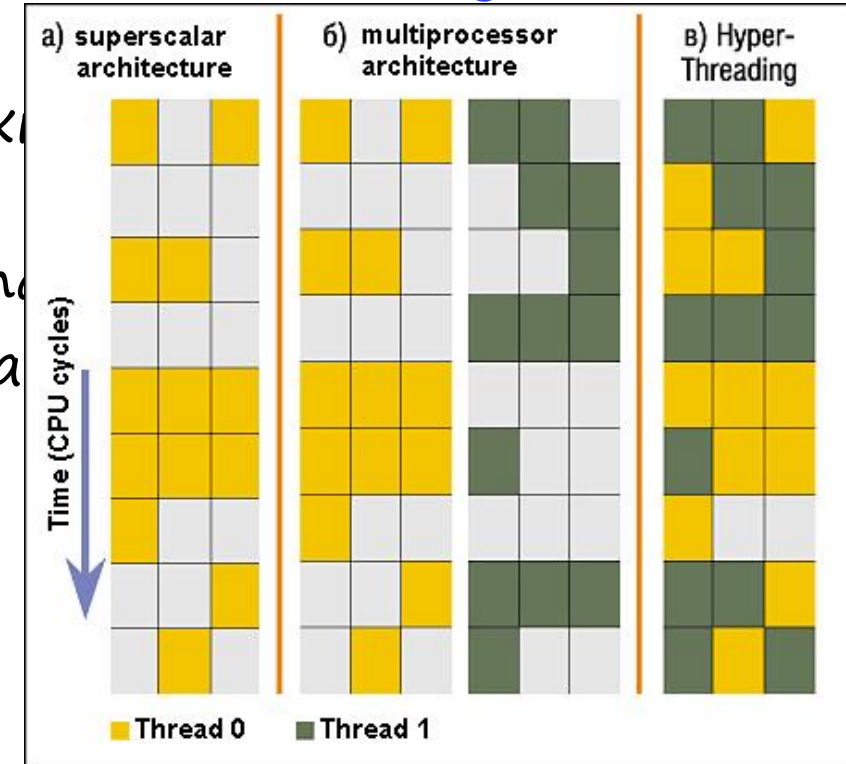 а) superscalar
architecture
б) multiprocessor
architecture
в) Hyper-
Threading
Time (CPU cycles)
Thread 0
Thread 1